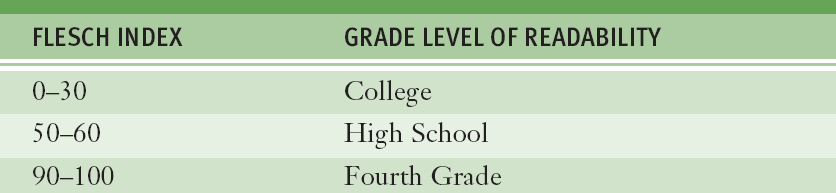 FLESCH INDEX GRADE LEVEL OF READABILITY
0–30 College
50–60 High School
90–100 Fourth Grade